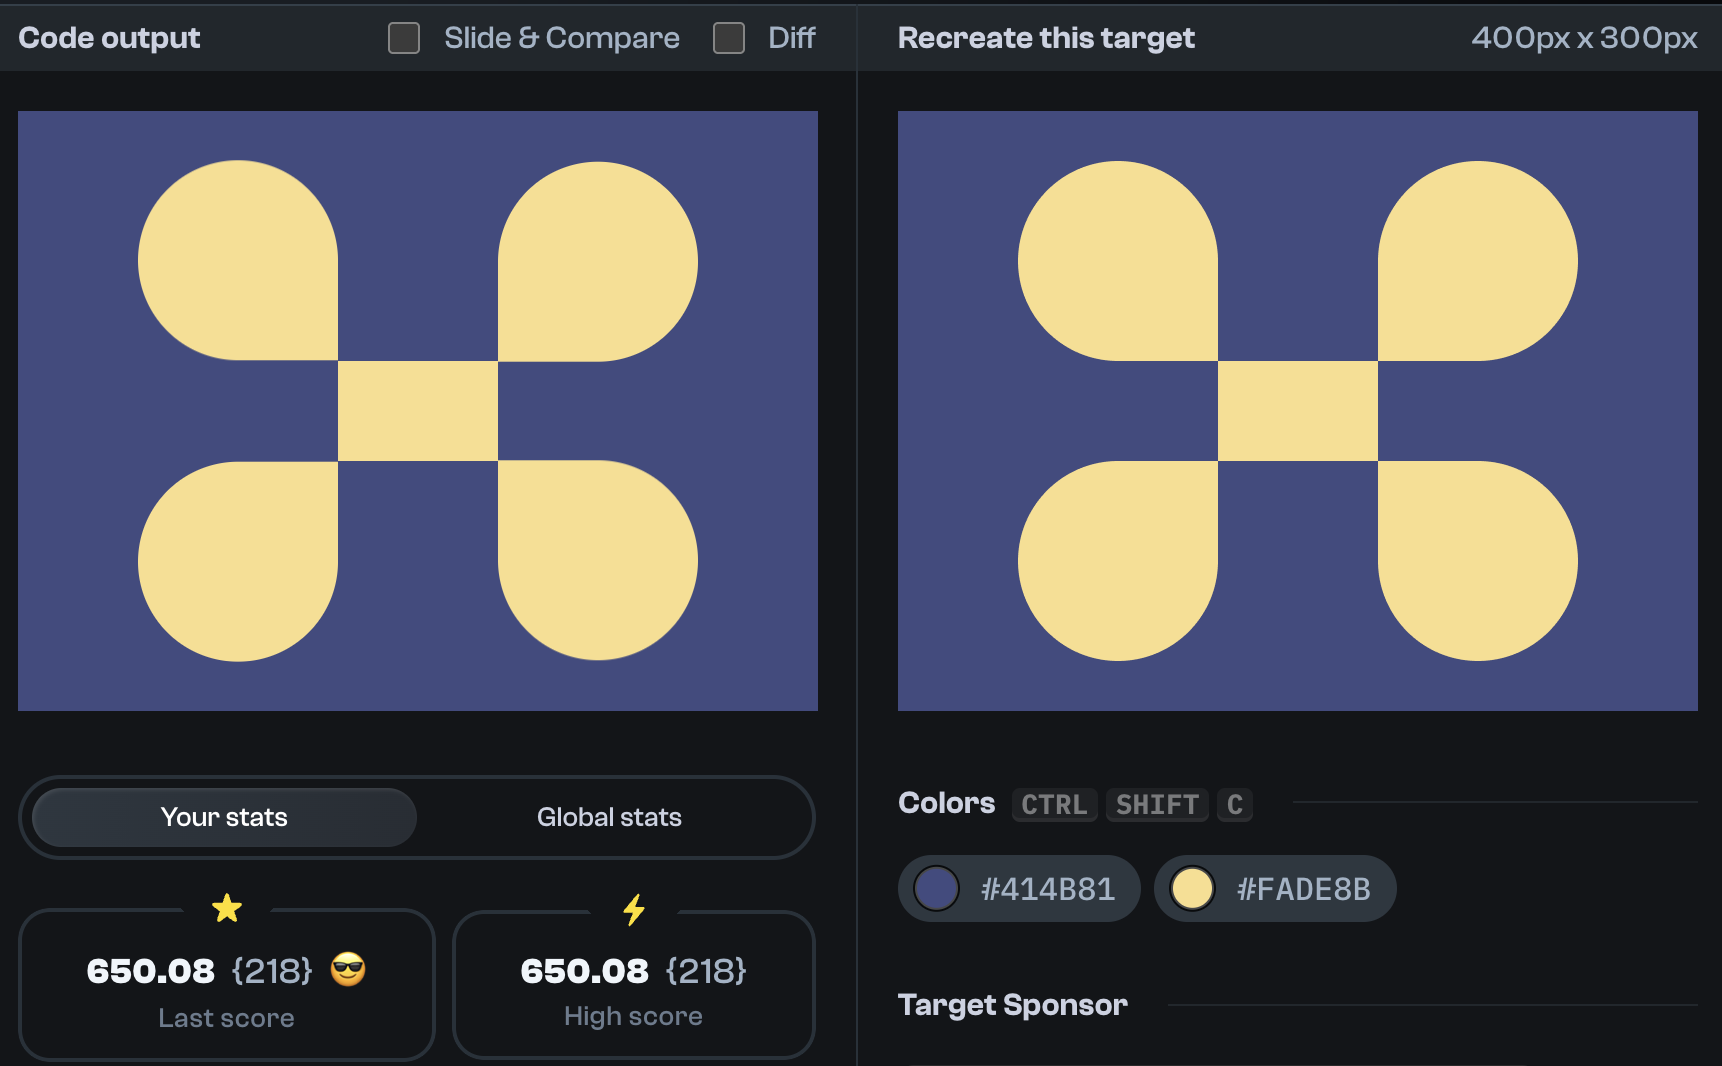 Code output
Slide & Compare
Diff
Recreate this target
400px x 300px
Your stats
Global stats
650.08 {218} 😎
Last score
650.08 {218}
High score
Colors CTRL SHIFT C
#414B81
#FADE8B
Target Sponsor